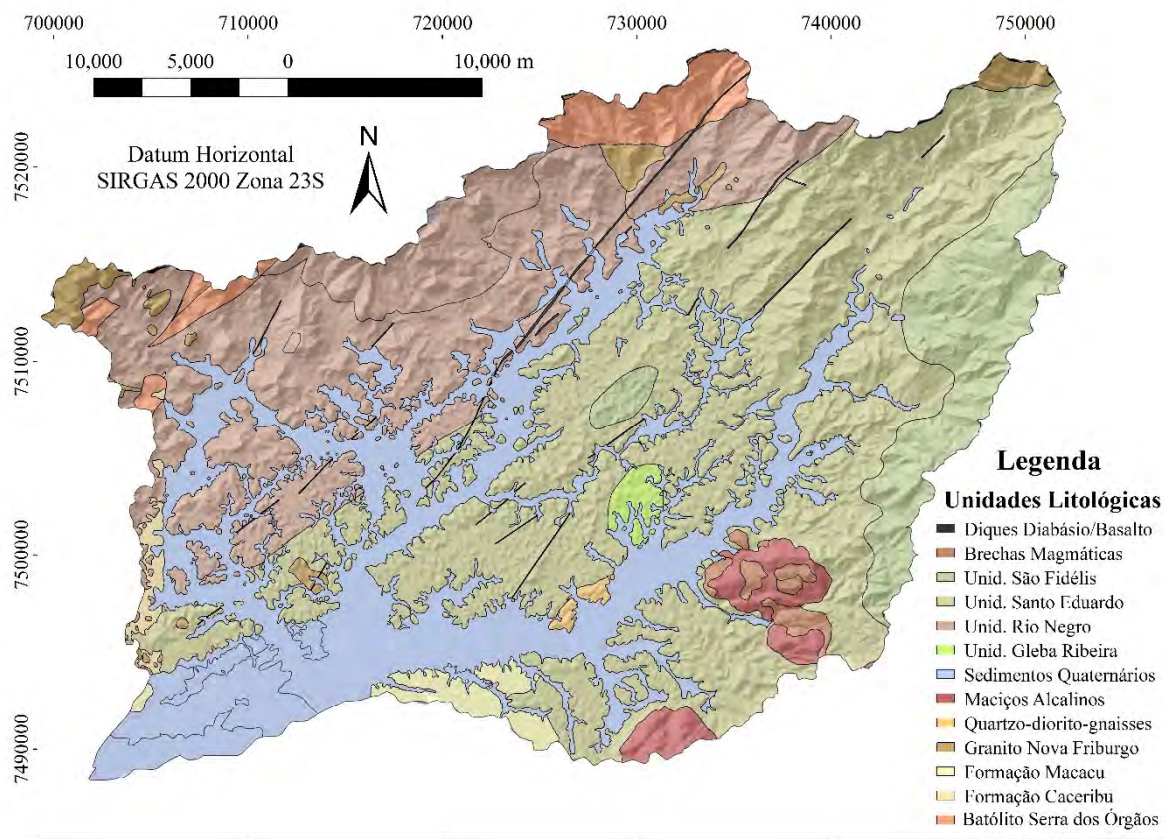 700000 710000 720000 730000 740000 750000
10,000 5,000 0 10,000 m
Datum Horizontal
SIRGAS 2000 Zona 23S
N
7520000
7510000
7500000
7490000
Legenda
Unidades Litológicas
Diques Diabásio/Basalto
Brechas Magmáticas
Unid. São Fidélis
Unid. Santo Eduardo
Unid. Rio Negro
Unid. Gleba Ribeira
Sedimentos Quaternários
Maciços Alcalinos
Quartzo-diorito-gnaisses
Granito Nova Friburgo
Formação Macacu
Formação Caceribu
Batólito Serra dos Órgãos